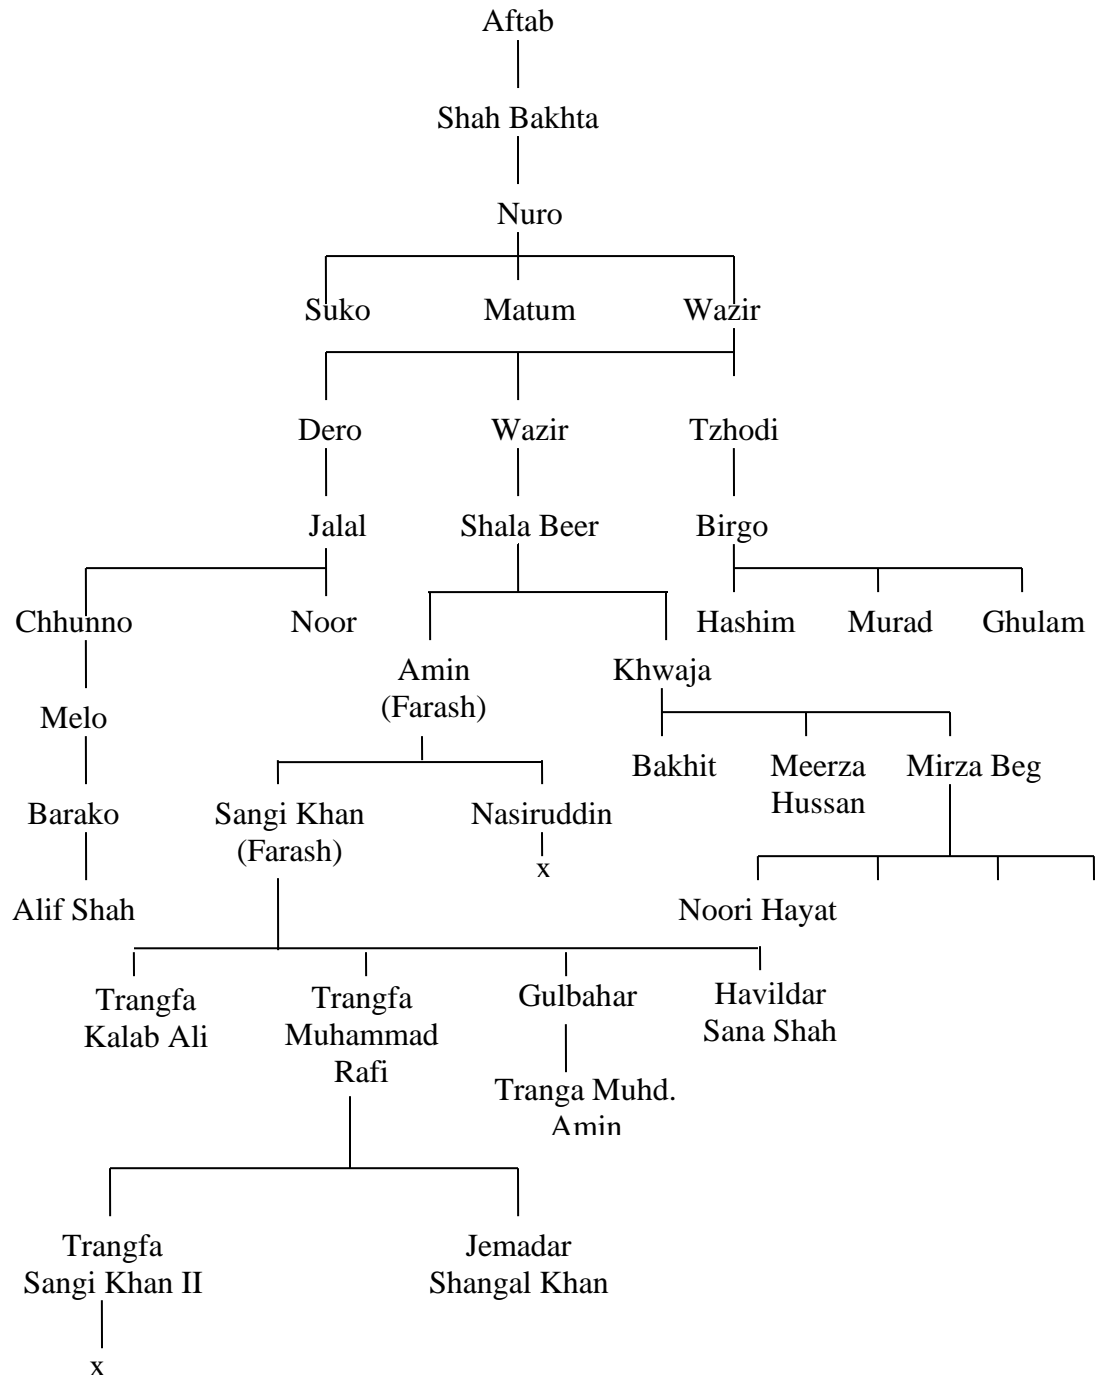 Aftab
Shah Bakhta
Nuro
Suko Matum Wazir
Dero Wazir Tzhodi
Jalal Shala Beer Birgo
Chhunno Noor Hashim Murad Ghulam
Amin Khwaja
(Farash)
Melo
Bakhit Meerza Mirza Beg
Hussan
Barako Sangi Khan Nasiruddin
(Farash)
x
Alif Shah Noori Hayat
Trangfa Trangfa Gulbahar Havildar
Kalab Ali Muhammad Sana Shah
Rafi
Tranga Muhd.
Amin
Trangfa Jemadar
Sangi Khan II Shangal Khan
x